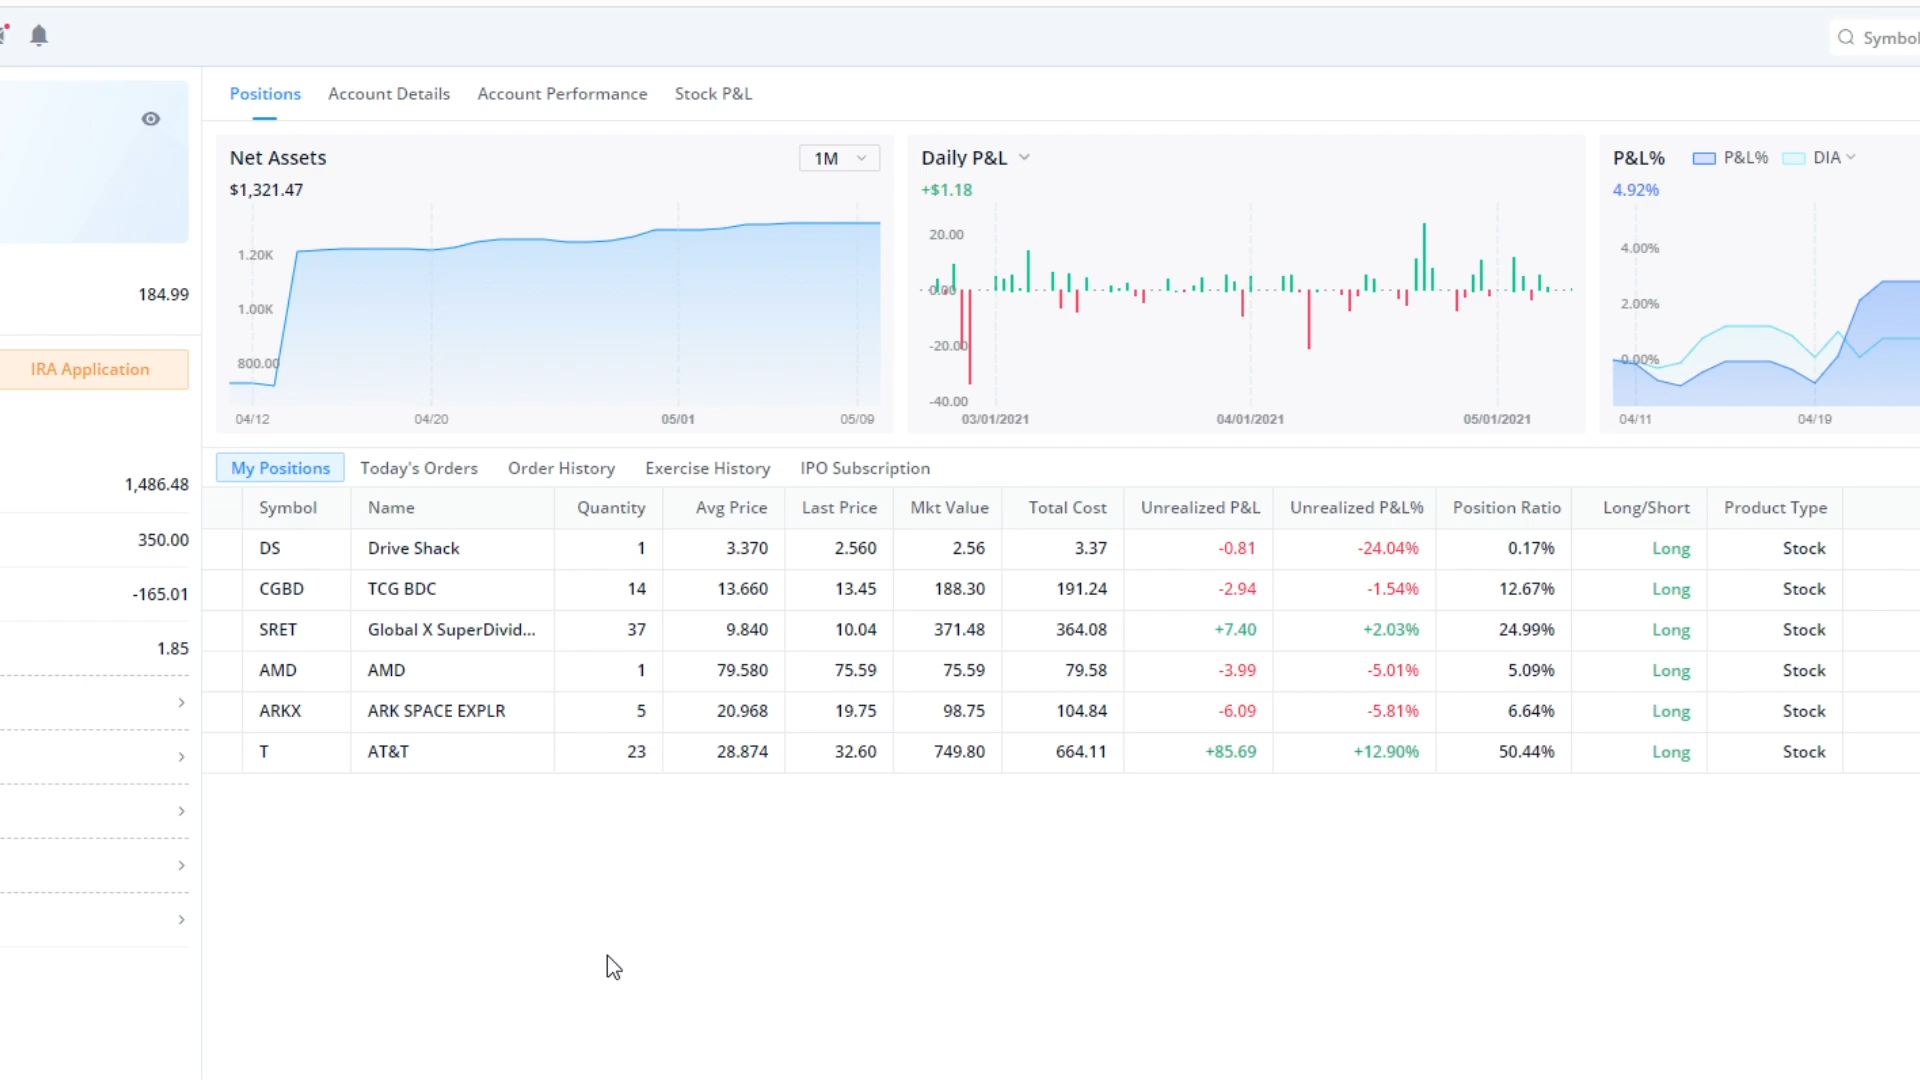 Symbol
Positions Account Details Account Performance Stock P&L
Net Assets 1M
$1,321.47
1.20K
1.00K
800.00
04/12 04/20 05/01 05/09
Daily P&L
+$1.18
20.00
0.00
-20.00
-40.00
03/01/2021 04/01/2021 05/01/2021
P&L% P&L% DIA
4.92%
4.00%
2.00%
0.00%
04/11 04/19
184.99
IRA Application
1,486.48
350.00
-165.01
1.85
My Positions Today's Orders Order History Exercise History IPO Subscription
Symbol Name Quantity Avg Price Last Price Mkt Value Total Cost Unrealized P&L Unrealized P&L% Position Ratio Long/Short Product Type
DS Drive Shack 1 3.370 2.560 2.56 3.37 -0.81 -24.04% 0.17% Long Stock
CGBD TCG BDC 14 13.660 13.45 188.30 191.24 -2.94 -1.54% 12.67% Long Stock
SRET Global X SuperDivid... 37 9.840 10.04 371.48 364.08 +7.40 +2.03% 24.99% Long Stock
AMD AMD 1 79.580 75.59 75.59 79.58 -3.99 -5.01% 5.09% Long Stock
ARKX ARK SPACE EXPLR 5 20.968 19.75 98.75 104.84 -6.09 -5.81% 6.64% Long Stock
T AT&T 23 28.874 32.60 749.80 664.11 +85.69 +12.90% 50.44% Long Stock